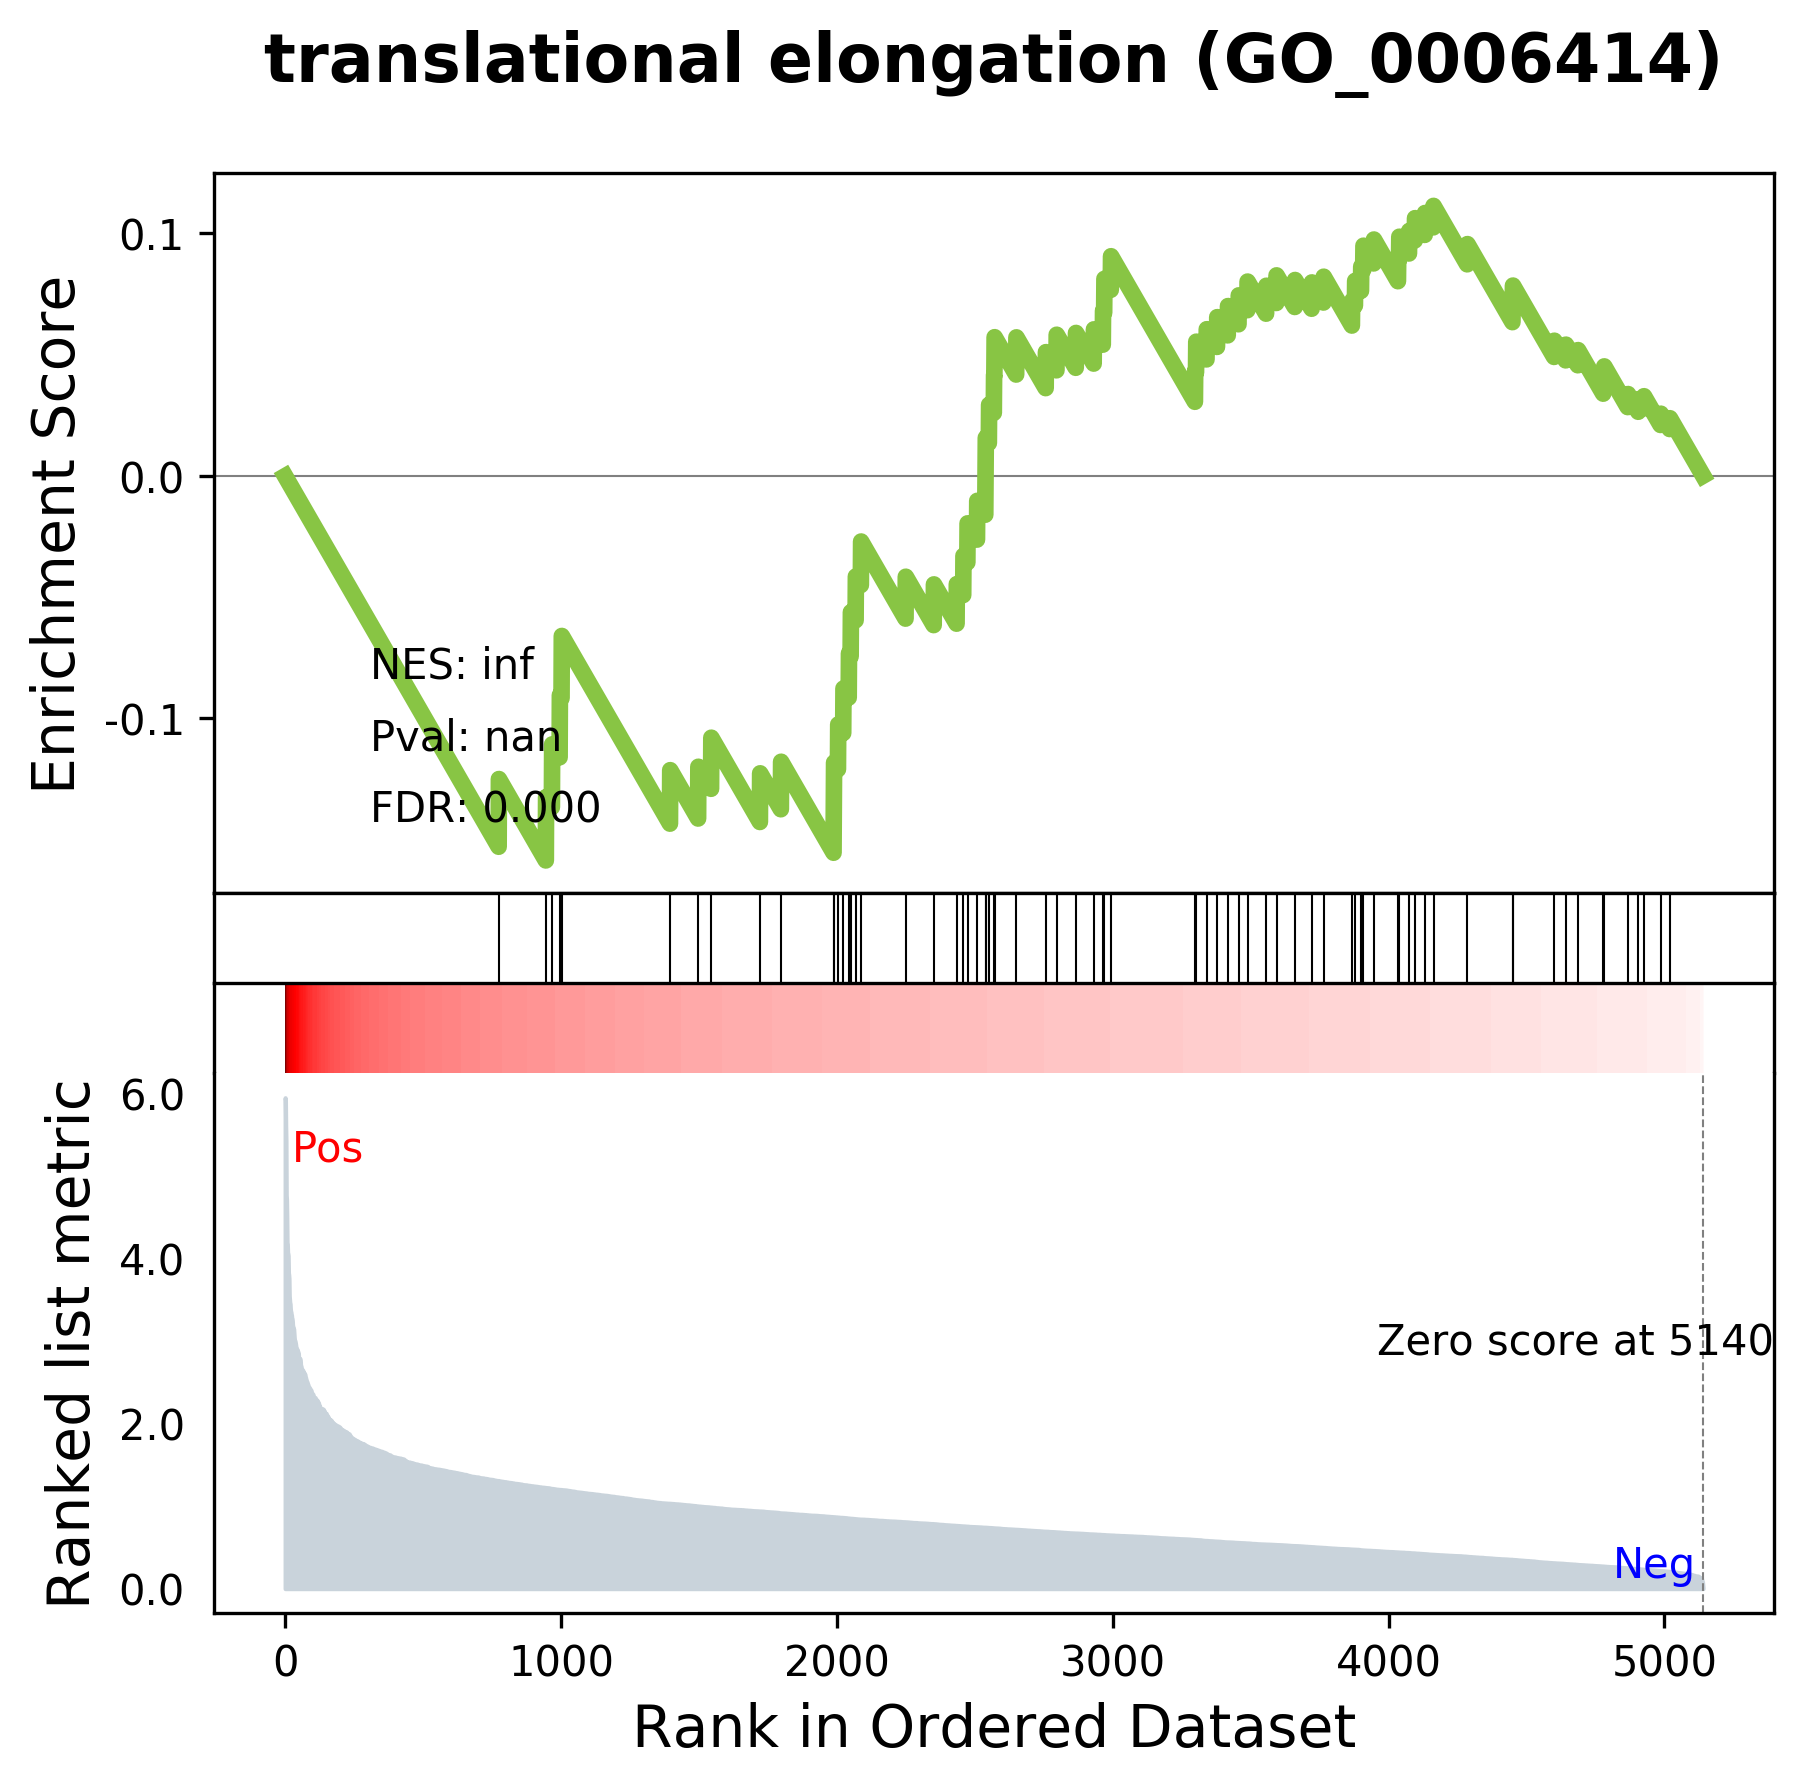 translational elongation (GO_0006414)
Enrichment Score
0.1
0.0
-0.1
NES: inf
Pval: nan
FDR: 0.000
Ranked list metric
6.0
4.0
2.0
0.0
Pos
Zero score at 5140
Neg
0 1000 2000 3000 4000 5000
Rank in Ordered Dataset